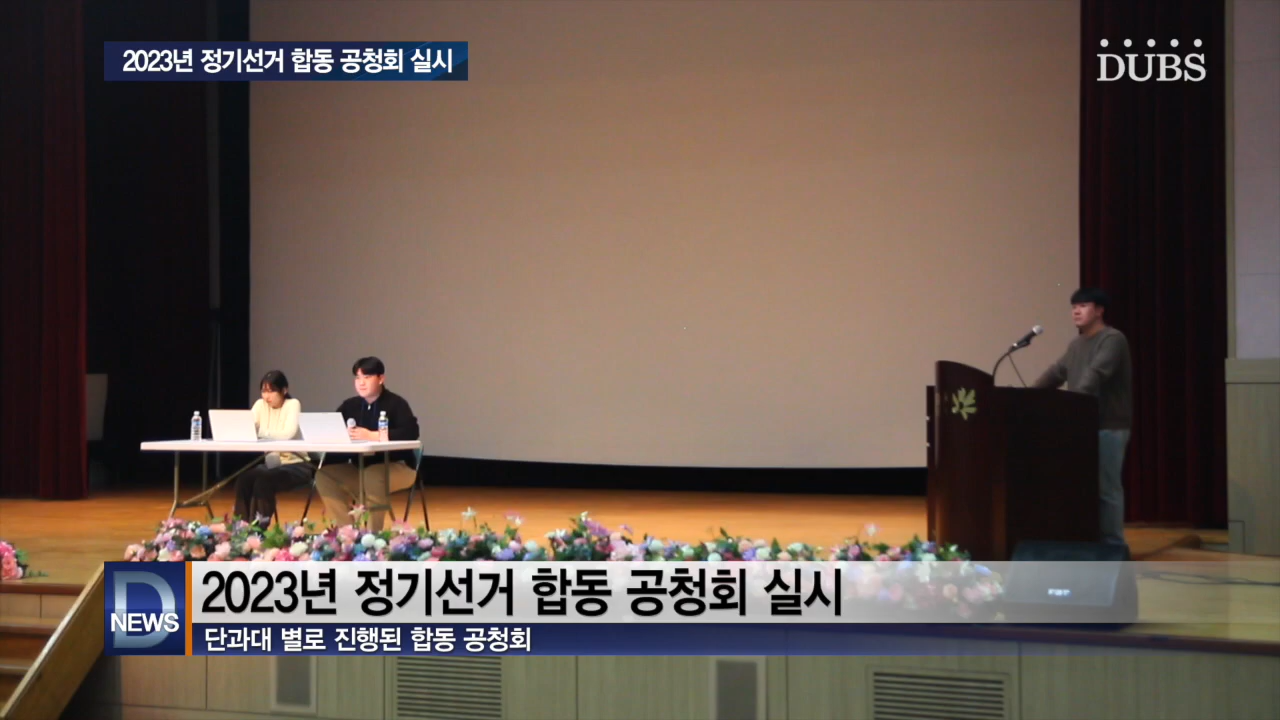 2023년 정기선거 합동 공청회 실시
DUBS
D
NEWS
2023년 정기선거 합동 공청회 실시
단과대 별로 진행된 합동 공청회